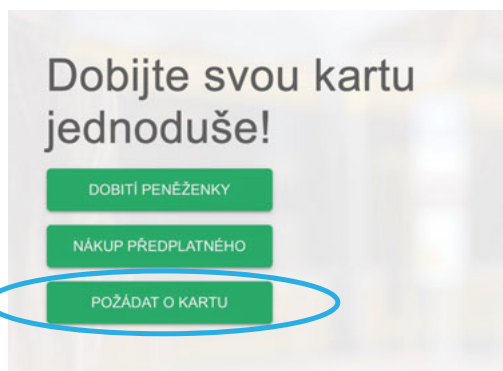 Dobijte svou kartu
jednoduše!
DOBITÍ PENĚŽENKY
NÁKUP PŘEDPLATNÉHO
POŽÁDAT O KARTU